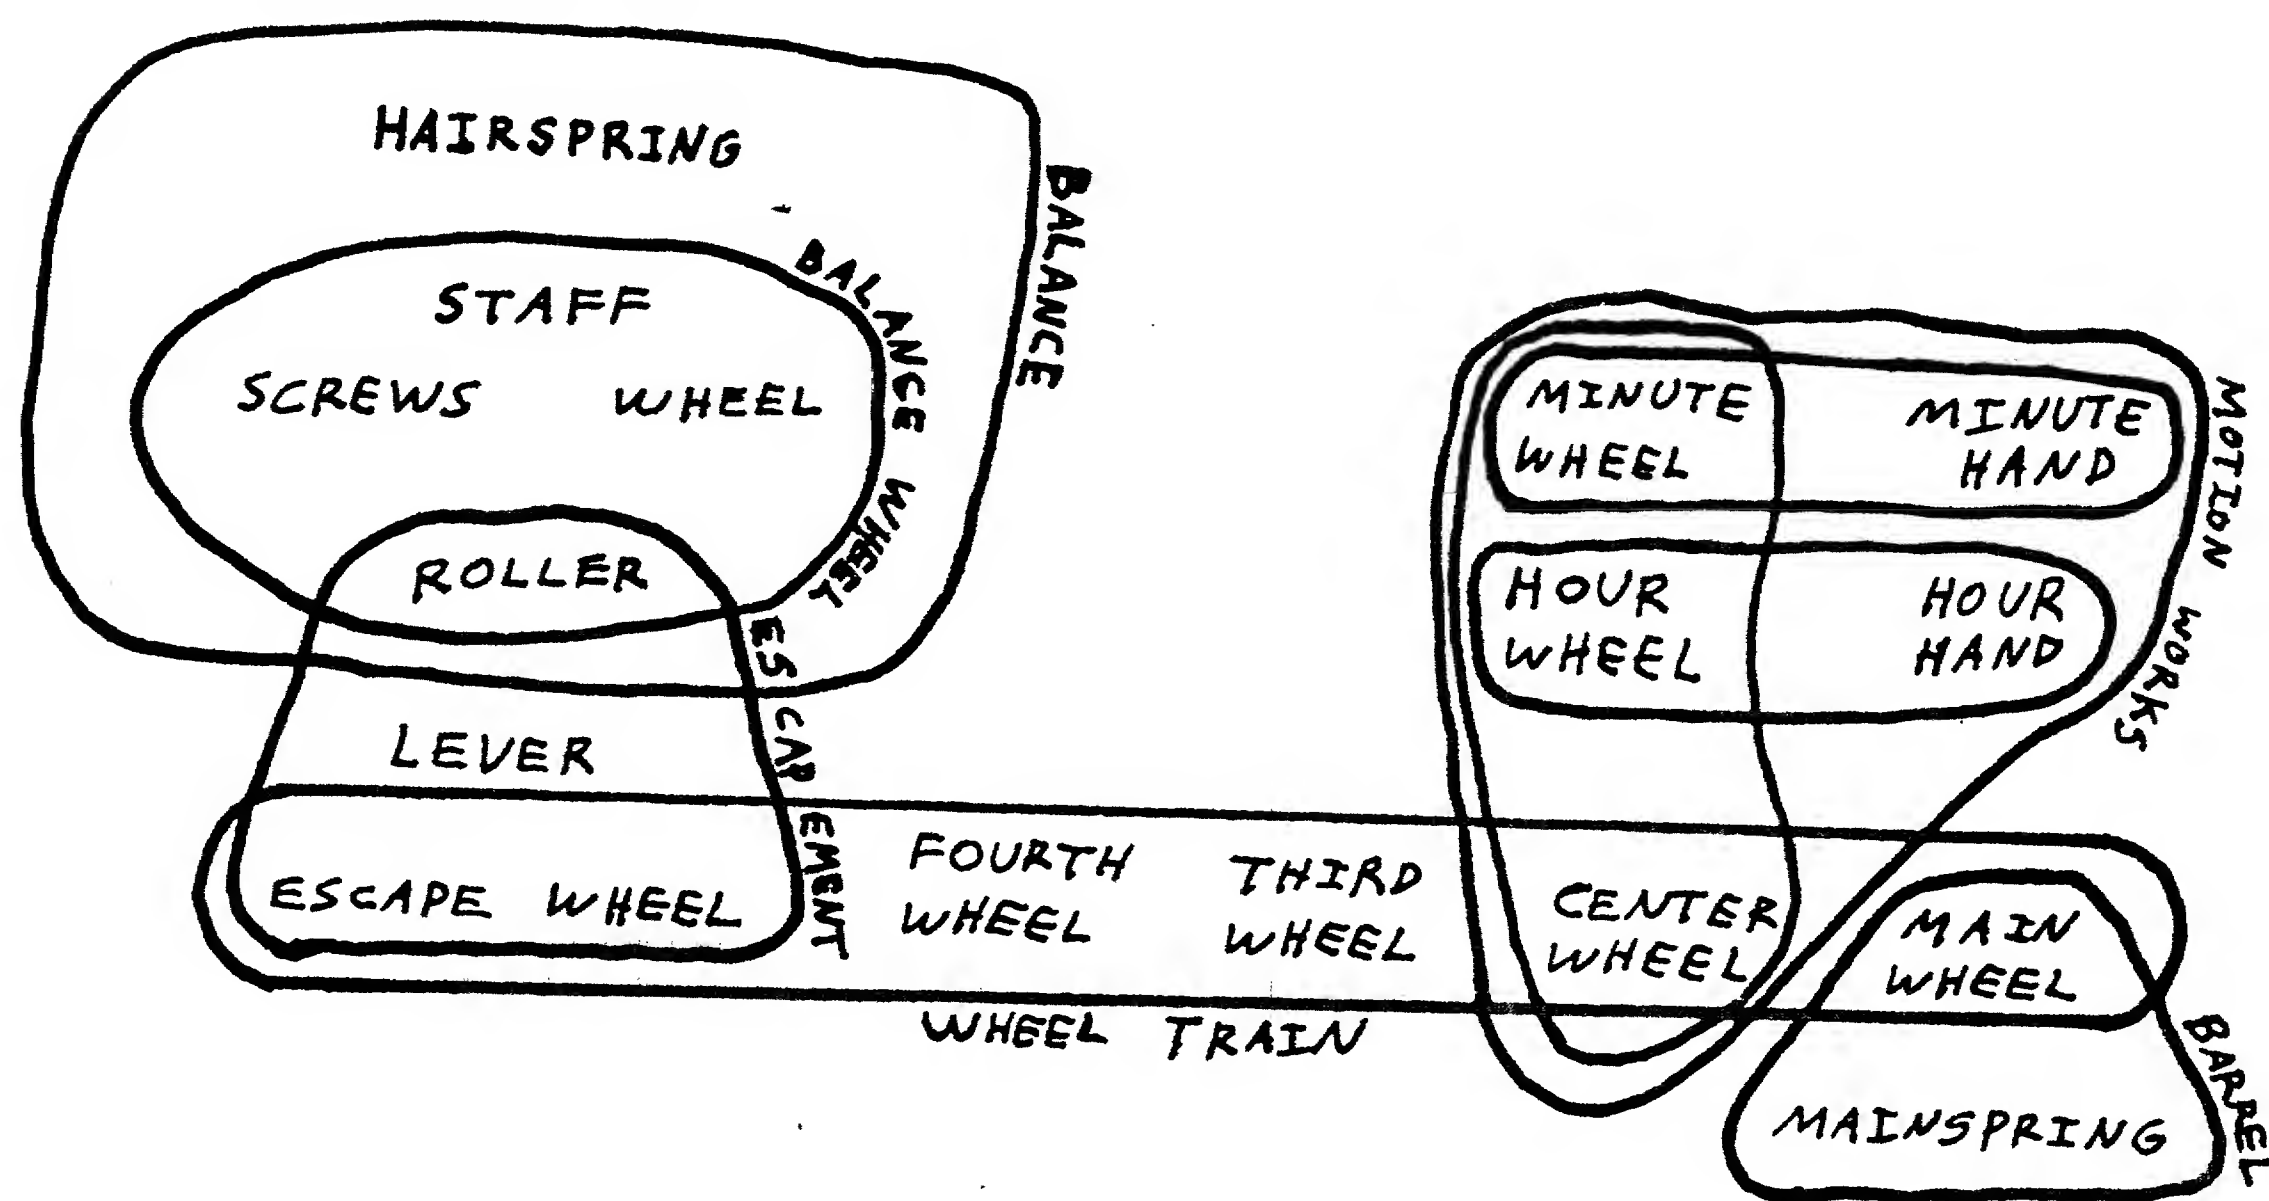 HAIRSPRING
BALANCE
STAFF
BALANCE WHEEL
SCREWS WHEEL
ROLLER
ESCAPEMENT
LEVER
ESCAPE WHEEL
FOURTH
WHEEL
THIRD
WHEEL
WHEEL TRAIN
MINUTE
WHEEL
MINUTE
HAND
HOUR
WHEEL
HOUR
HAND
MOTION WORKS
CENTER
WHEEL
MAIN
WHEEL
MAINSPRING
BARREL